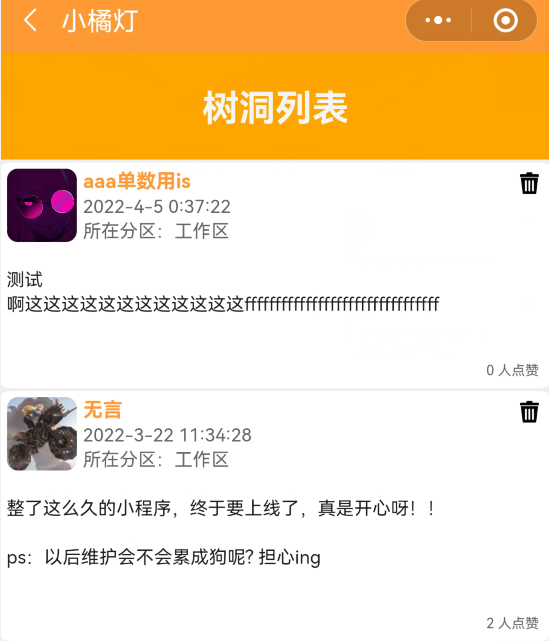 小橘灯
树洞列表
aaa单数用is
2022-4-5 0:37:22
所在分区：工作区
测试
啊这这这这这这这这这这这这ffffffffffffffffffffffffffffffffffff
0 人点赞
无言
2022-3-22 11:34:28
所在分区：工作区
整了这么久的小程序，终于要上线了，真是开心呀！！
ps：以后维护会不会累成狗呢? 担心ing
2 人点赞